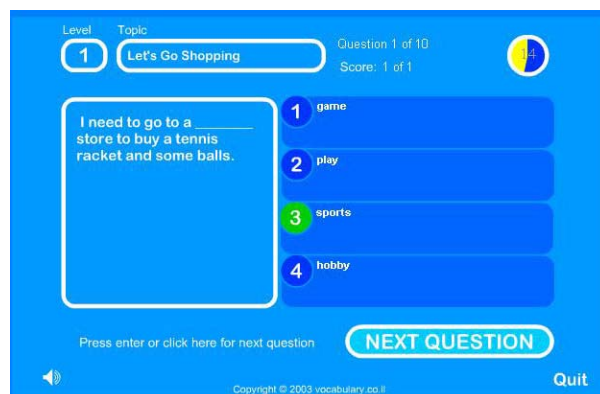 Level
Topic
1
Let's Go Shopping
Question 1 of 10
Score: 1 of 1
14
I need to go to a ________
store to buy a tennis
racket and some balls.
1 game
2 play
3 sports
4 hobby
Press enter or click here for next question
NEXT QUESTION
Quit
Copyright © 2003 vocabulary.co.il